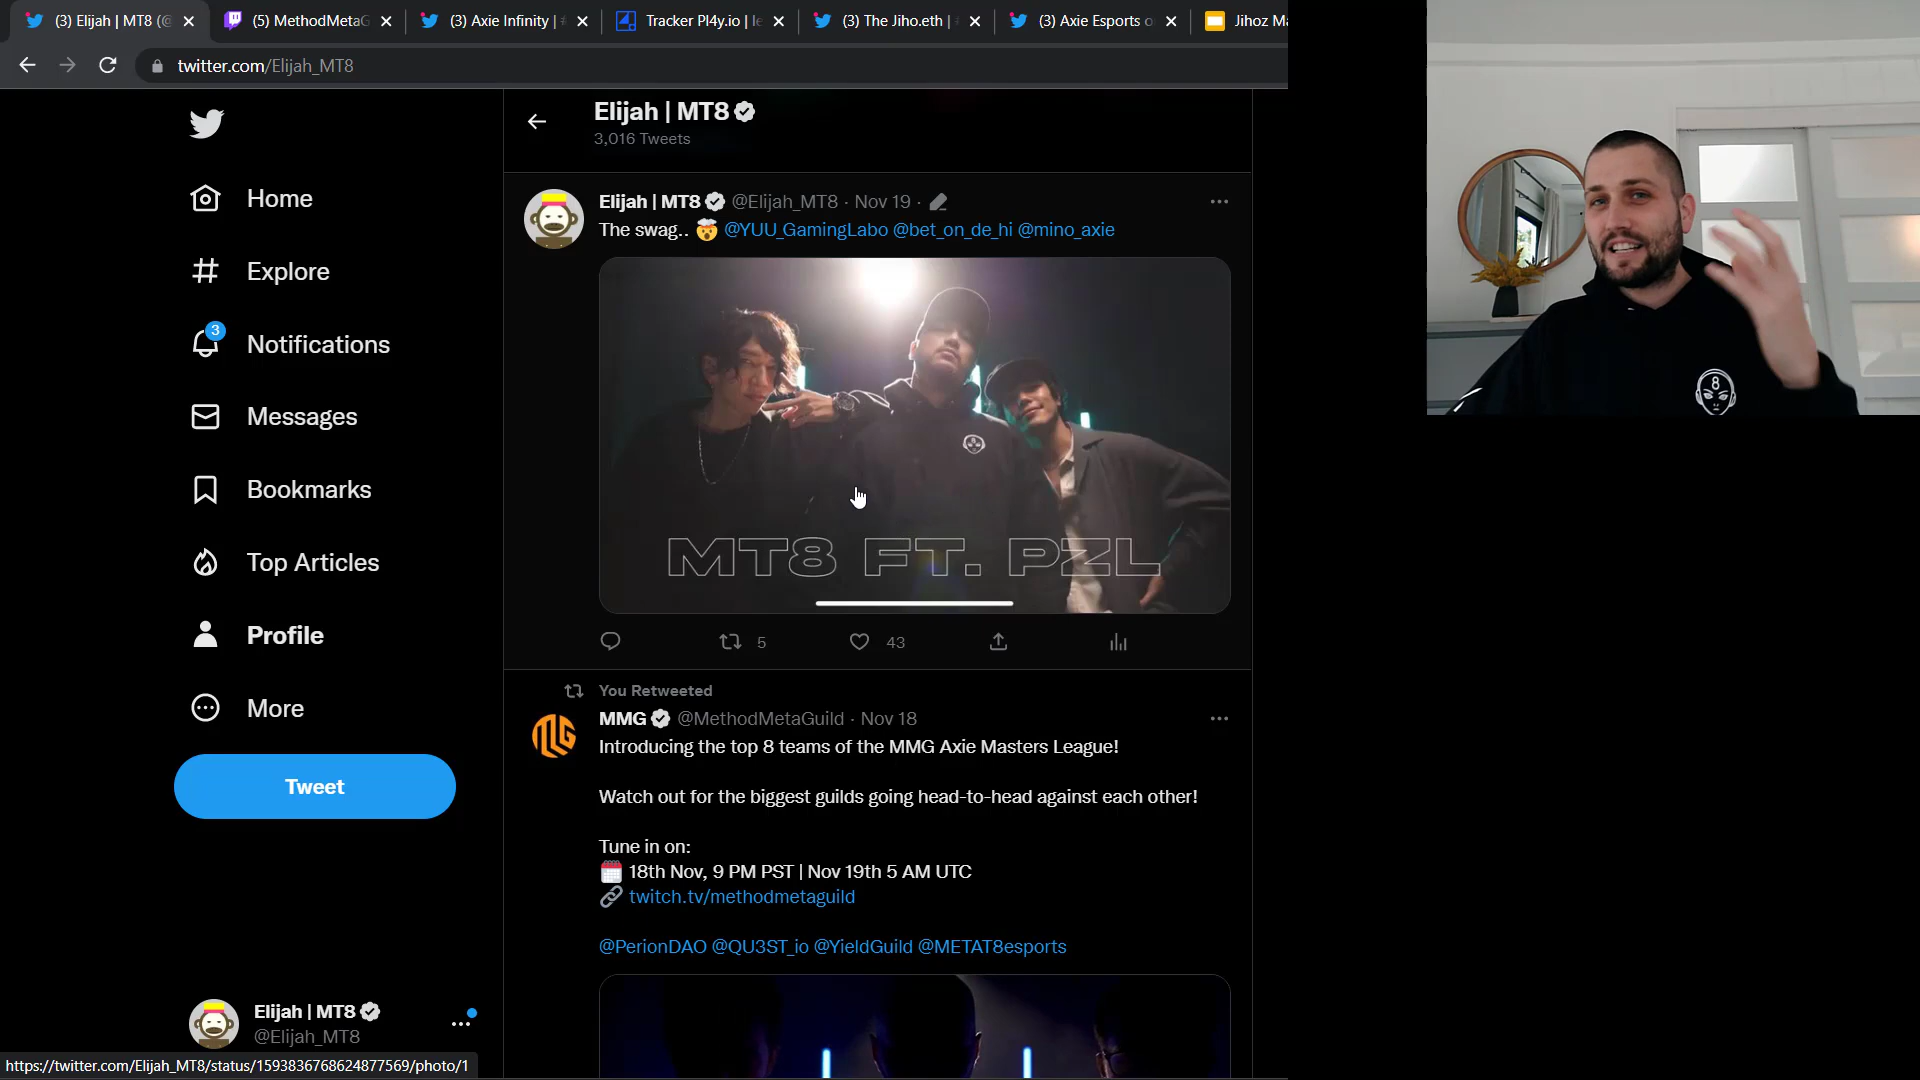 (3) Elijah | MT8 (@
(5) MethodMetaG
(3) Axie Infinity |
Tracker Pl4y.io | le
(3) The Jiho.eth |
(3) Axie Esports o
Jihoz Ma
twitter.com/Elijah_MT8
Elijah | MT8
3,016 Tweets
Home
Explore
3
Notifications
Messages
Bookmarks
Top Articles
Profile
More
Tweet
Elijah | MT8 @Elijah_MT8 · Nov 19 ·
The swag.. 🤯 @YUU_GamingLabo @bet_on_de_hi @mino_axie
8
MT8 FT. PZL
5
43
You Retweeted
MMG @MethodMetaGuild · Nov 18
Introducing the top 8 teams of the MMG Axie Masters League!
Watch out for the biggest guilds going head-to-head against each other!
Tune in on:
🗓️ 18th Nov, 9 PM PST | Nov 19th 5 AM UTC
🔗 twitch.tv/methodmetaguild
@PerionDAO @QU3ST_io @YieldGuild @METAT8esports
Elijah | MT8
@Elijah_MT8
https://twitter.com/Elijah_MT8/status/1593836768624877569/photo/1
8